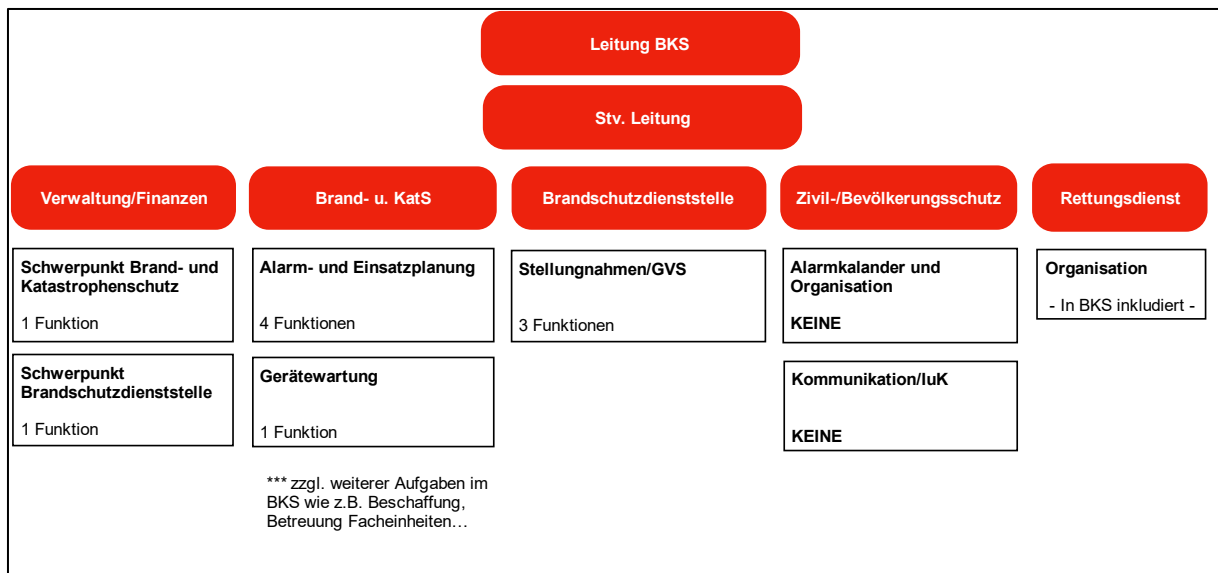 Leitung BKS
Stv. Leitung
Verwaltung/Finanzen
Brand- u. KatS
Brandschutzdienststelle
Zivil-/Bevölkerungsschutz
Rettungsdienst
Schwerpunkt Brand- und
Katastrophenschutz
1 Funktion
Schwerpunkt
Brandschutzdienststelle
1 Funktion
Alarm- und Einsatzplanung
4 Funktionen
Gerätewartung
1 Funktion
*** zzgl. weiterer Aufgaben im
BKS wie z.B. Beschaffung,
Betreuung Facheinheiten…
Stellungnahmen/GVS
3 Funktionen
Alarmkalander und
Organisation
KEINE
Kommunikation/IuK
KEINE
Organisation
- In BKS inkludiert -